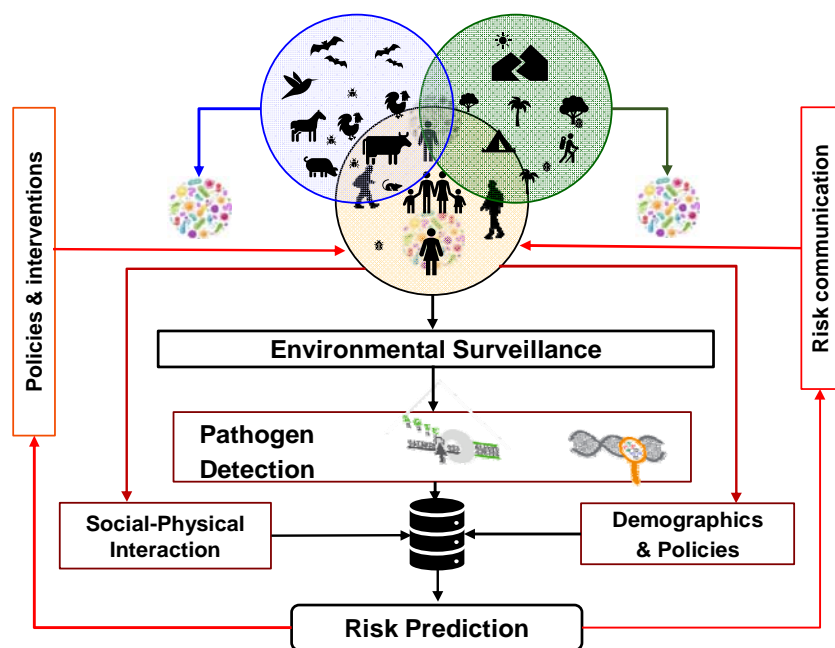 Policies & interventions
Risk communication
Environmental Surveillance
Pathogen
Detection
Social-Physical
Interaction
Demographics
& Policies
Risk Prediction